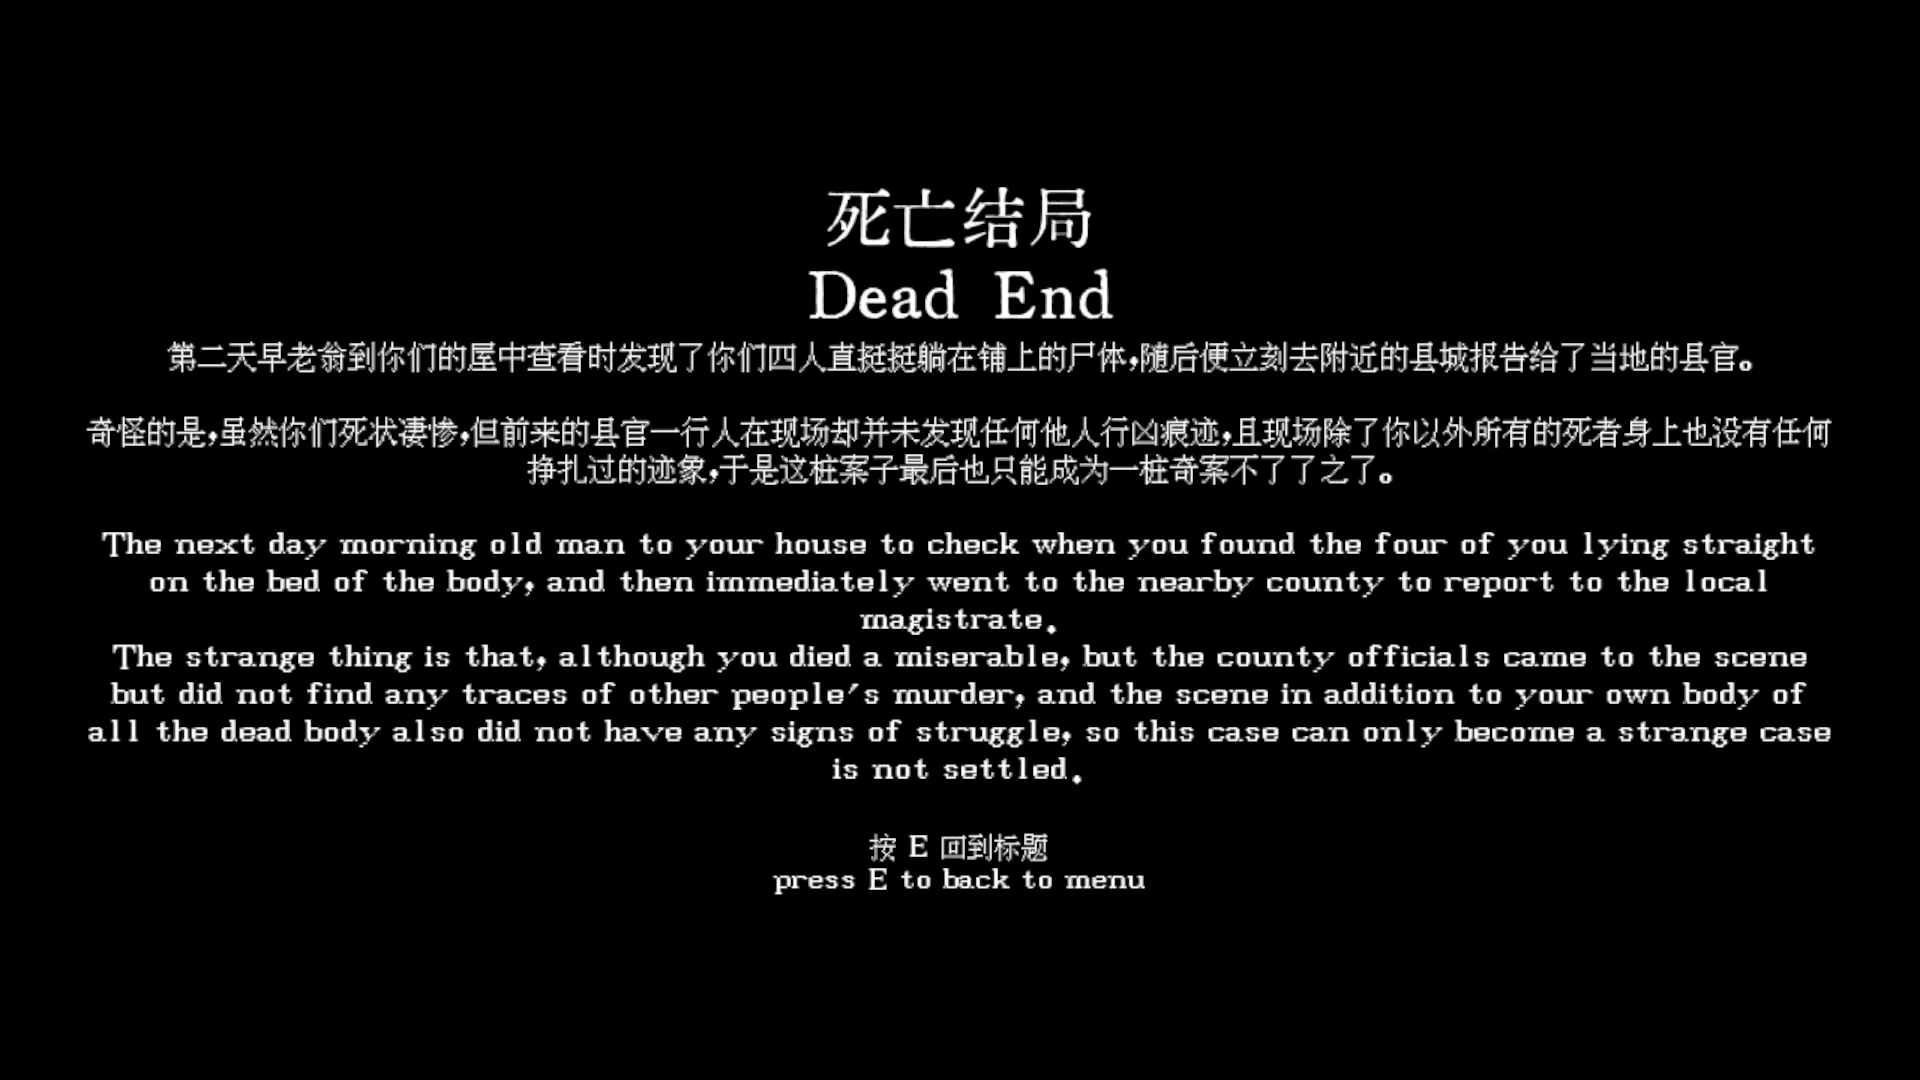 死亡结局
Dead End
第二天早老翁到你们的屋中查看时发现了你们四人直挺挺躺在铺上的尸体,随后便立刻去附近的县城报告给了当地的县官。
奇怪的是,虽然你们死状凄惨,但前来的县官一行人在现场却并未发现任何他人行凶痕迹,且现场除了你以外所有的死者身上也没有任何
挣扎过的迹象,于是这桩案子最后也只能成为一桩奇案不了了之了。
The next day morning old man to your house to check when you found the four of you lying straight
on the bed of the body, and then immediately went to the nearby county to report to the local
magistrate.
The strange thing is that, although you died a miserable, but the county officials came to the scene
but did not find any traces of other people's murder, and the scene in addition to your own body of
all the dead body also did not have any signs of struggle, so this case can only become a strange case
is not settled.
按 E 回到标题
press E to back to menu